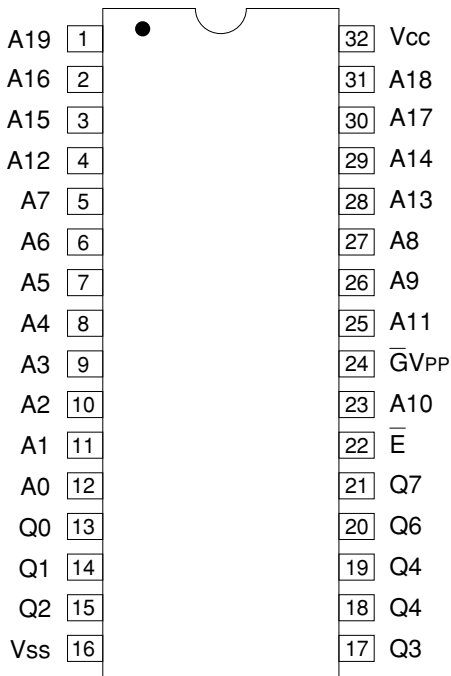 A19 1 32 Vcc
A16 2 31 A18
A15 3 30 A17
A12 4 29 A14
A7 5 28 A13
A6 6 27 A8
A5 7 26 A9
A4 8 25 A11
A3 9 24 G̅VPP
A2 10 23 A10
A1 11 22 E̅
A0 12 21 Q7
Q0 13 20 Q6
Q1 14 19 Q4
Q2 15 18 Q4
Vss 16 17 Q3